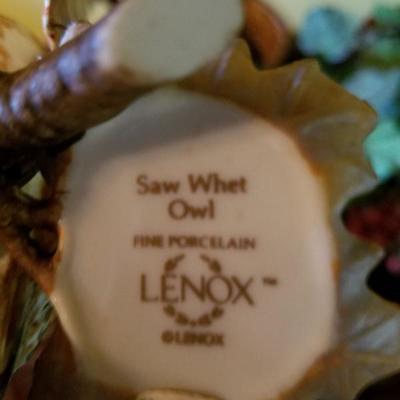 Saw Whet
Owl
FINE PORCELAIN
LENOX™
©LENOX